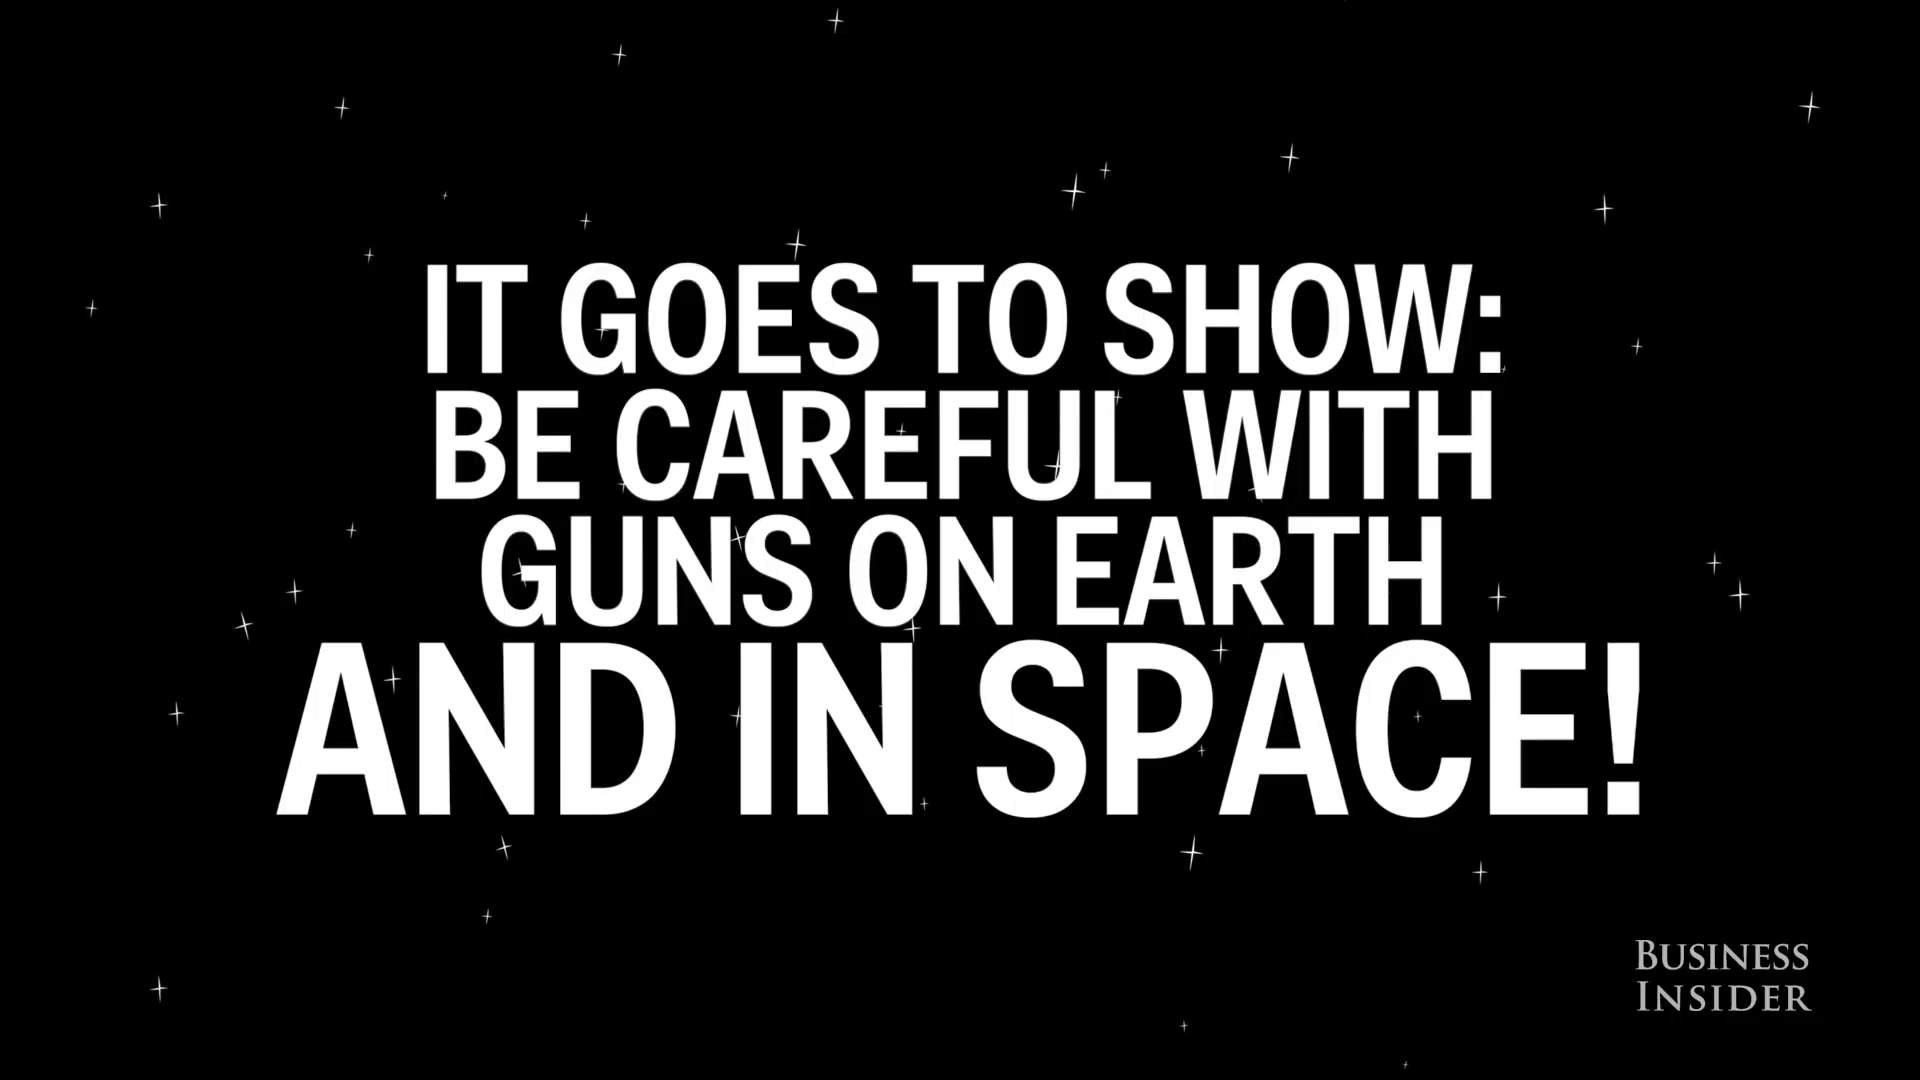 IT GOES TO SHOW:
BE CAREFUL WITH
GUNS ON EARTH
AND IN SPACE!
BUSINESS
INSIDER